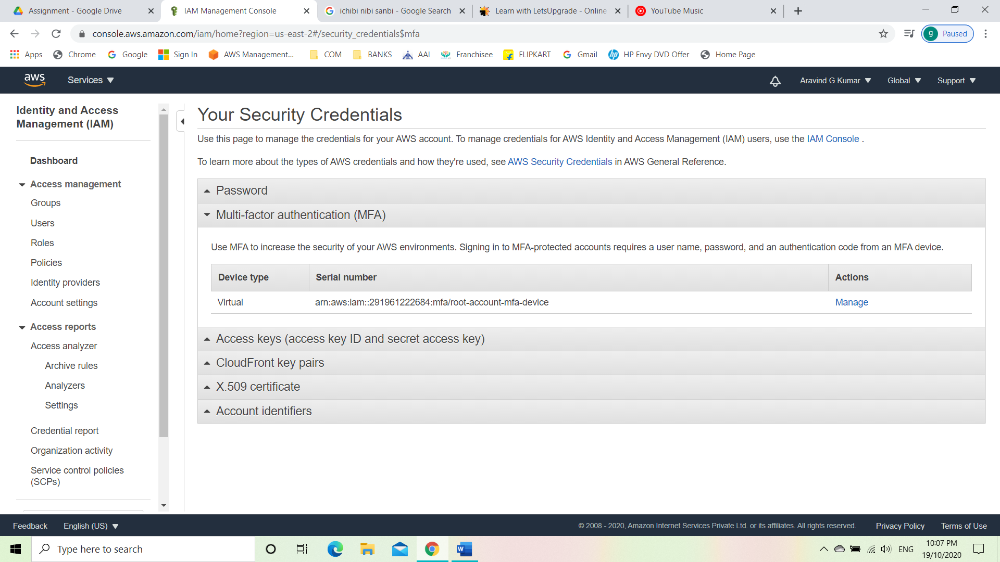 Assignment - Google Drive
IAM Management Console
ichibi nibi sanbi - Google Search
Learn with LetsUpgrade - Online
YouTube Music
console.aws.amazon.com/iam/home?region=us-east-2#/security_credentials$mfa
g Paused
Apps
Chrome
Google
Sign In
AWS Management...
COM
BANKS
AAI
Franchisee
FLIPKART
Gmail
HP Envy DVD Offer
Home Page
aws
Services
Aravind G Kumar
Global
Support
Identity and Access
Management (IAM)
Dashboard
Access management
Groups
Users
Roles
Policies
Identity providers
Account settings
Access reports
Access analyzer
Archive rules
Analyzers
Settings
Credential report
Organization activity
Service control policies
(SCPs)
Your Security Credentials
Use this page to manage the credentials for your AWS account. To manage credentials for AWS Identity and Access Management (IAM) users, use the IAM Console .
To learn more about the types of AWS credentials and how they're used, see AWS Security Credentials in AWS General Reference.
Password
Multi-factor authentication (MFA)
Use MFA to increase the security of your AWS environments. Signing in to MFA-protected accounts requires a user name, password, and an authentication code from an MFA device.
Device type Serial number Actions
Virtual arn:aws:iam::291961222684:mfa/root-account-mfa-device Manage
Access keys (access key ID and secret access key)
CloudFront key pairs
X.509 certificate
Account identifiers
Feedback
English (US)
© 2008 - 2020, Amazon Internet Services Private Ltd. or its affiliates. All rights reserved.
Privacy Policy
Terms of Use
Type here to search
W
ENG
10:07 PM
19/10/2020